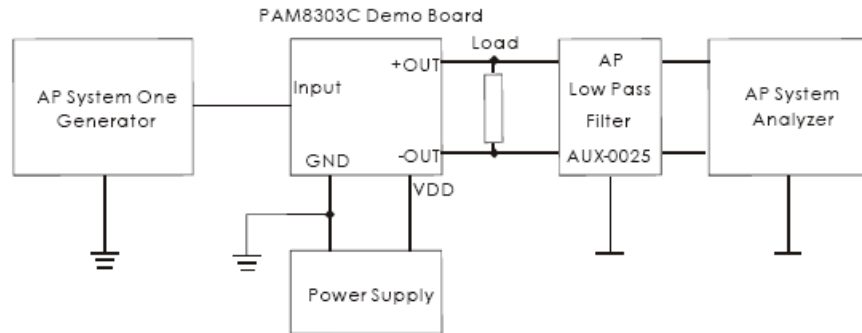 PAM8303C Demo Board
AP System One
Generator
Input
+OUT
-OUT
GND
VDD
Load
AP
Low Pass
Filter
AUX-0025
AP System
Analyzer
Power Supply